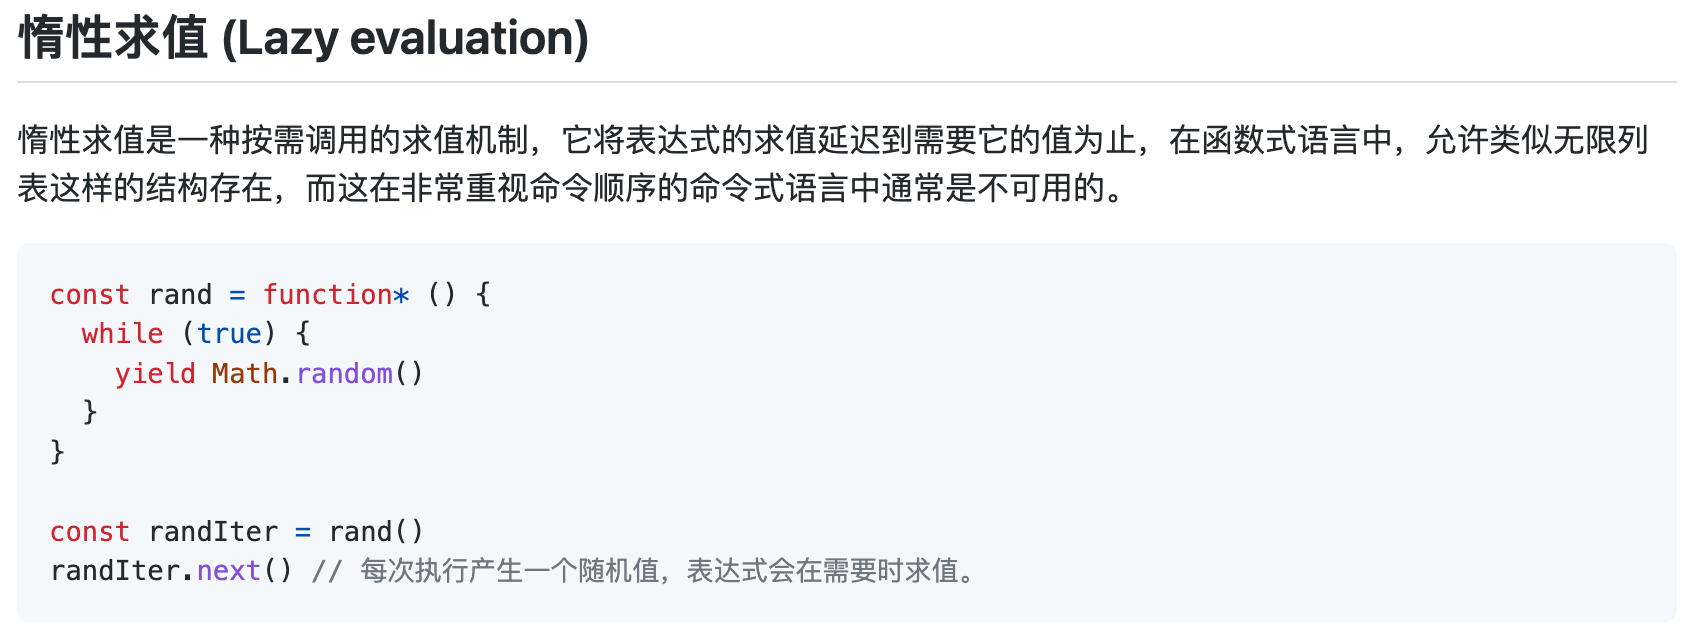 惰性求值 (Lazy evaluation)
惰性求值是一种按需调用的求值机制，它将表达式的求值延迟到需要它的值为止，在函数式语言中，允许类似无限列
表这样的结构存在，而这在非常重视命令顺序的命令式语言中通常是不可用的。
const rand = function* () {
  while (true) {
    yield Math.random()
  }
}
const randIter = rand()
randIter.next() // 每次执行产生一个随机值，表达式会在需要时求值。